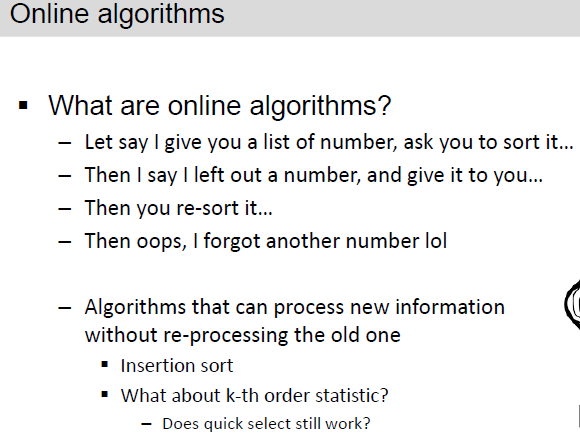 Online algorithms
▪ What are online algorithms?
– Let say I give you a list of number, ask you to sort it…
– Then I say I left out a number, and give it to you…
– Then you re-sort it…
– Then oops, I forgot another number lol
– Algorithms that can process new information
without re-processing the old one
▪ Insertion sort
▪ What about k-th order statistic?
– Does quick select still work?